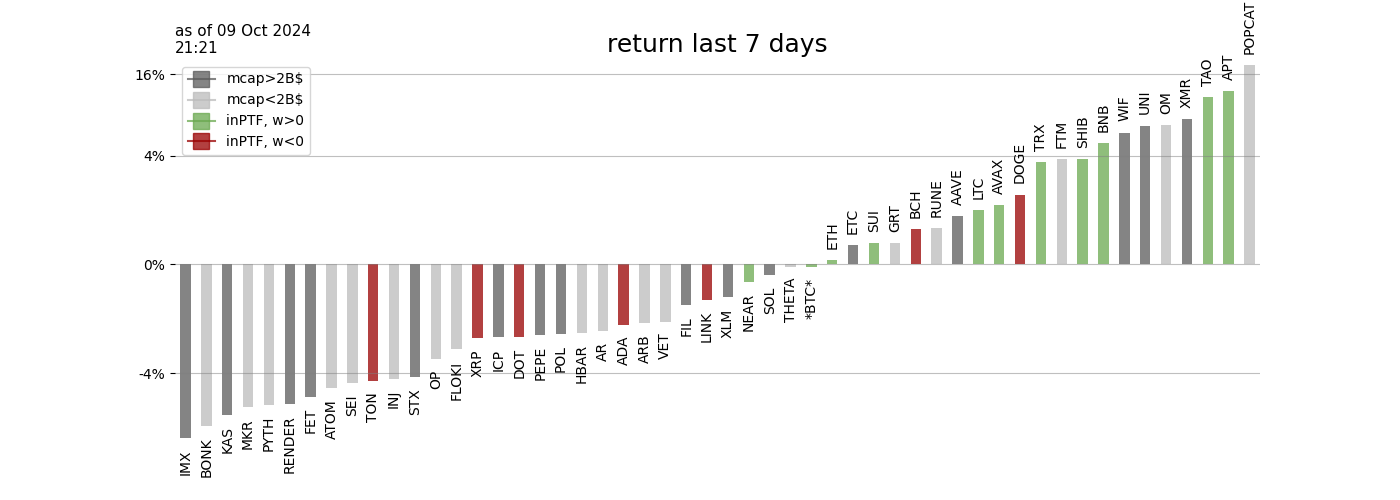 as of 09 Oct 2024
21:21
return last 7 days
mcap>2B$
mcap<2B$
inPTF, w>0
inPTF, w<0
16%
4%
0%
-4%
IMX
BONK
KAS
MKR
PYTH
RENDER
FET
ATOM
SEI
TON
INJ
STX
OP
FLOKI
XRP
ICP
DOT
PEPE
POL
HBAR
AR
ADA
ARB
VET
FIL
LINK
XLM
NEAR
SOL
THETA
*BTC*
ETH
ETC
SUI
GRT
BCH
RUNE
AAVE
LTC
AVAX
DOGE
TRX
FTM
SHIB
BNB
WIF
UNI
OM
XMR
TAO
APT
POPCAT